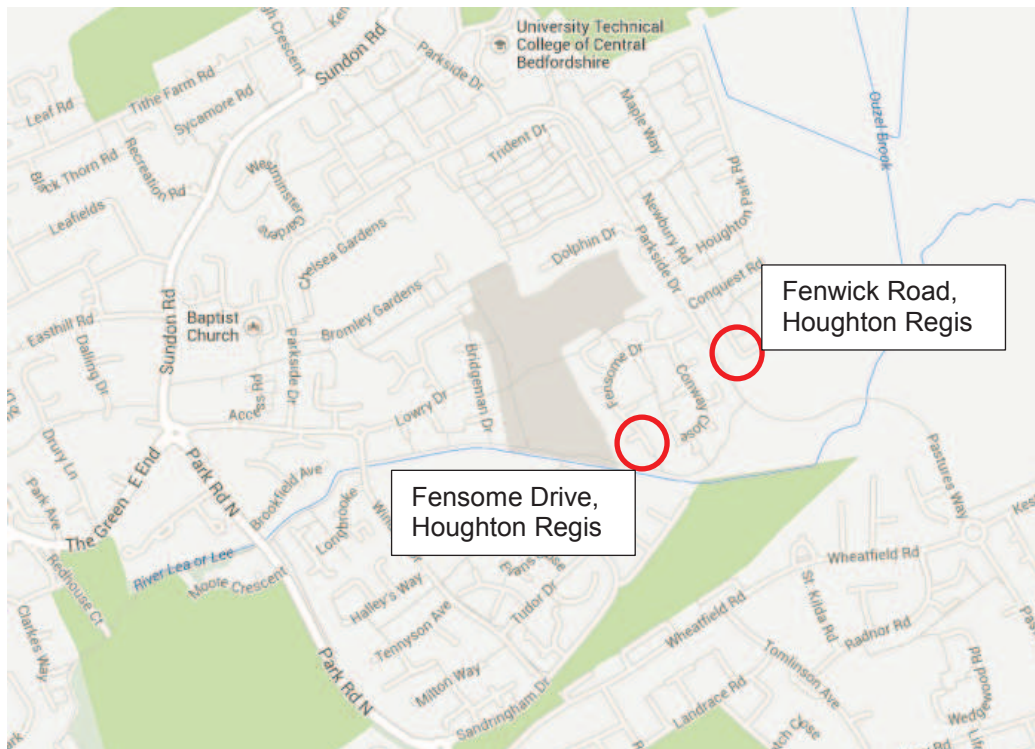 University Technical
College of Central
Bedfordshire
Sundon Rd
Parkside Dr
Tithe Farm Rd
Leaf Rd
Sycamore Rd
Recreation Rd
Maple Way
Ouzel Brook
Trident Dr
Westminster
Gardens
Leafields
Houghton Park Rd
Newbury Rd
Dolphin Dr
Parkside Dr
Chelsea Gardens
Conquest Rd
Fenwick Road,
Houghton Regis
Bromley Gardens
Baptist
Church
Easthill Rd
Sundon Rd
Dalling Dr
Parkside Dr
Bridgeman Dr
Fensome Dr
Conway Close
Access Rd
Lowry Dr
Drury Ln
Park Ave
The Green
E End
Park Rd N
Brookfield Ave
Longbrooke
Fensome Drive,
Houghton Regis
Pastures Way
River Lea or Lee
Moore Crescent
Redhouse Ct
Clarkes Way
Halley's Way
Tennyson Ave
Tudor Dr
Milton Way
Sandringham Dr
Park Rd N
Wheatfield Rd
Wheatfield Rd
St. Kilda Rd
Radnor Rd
Tomlinson Ave
Landrace Rd